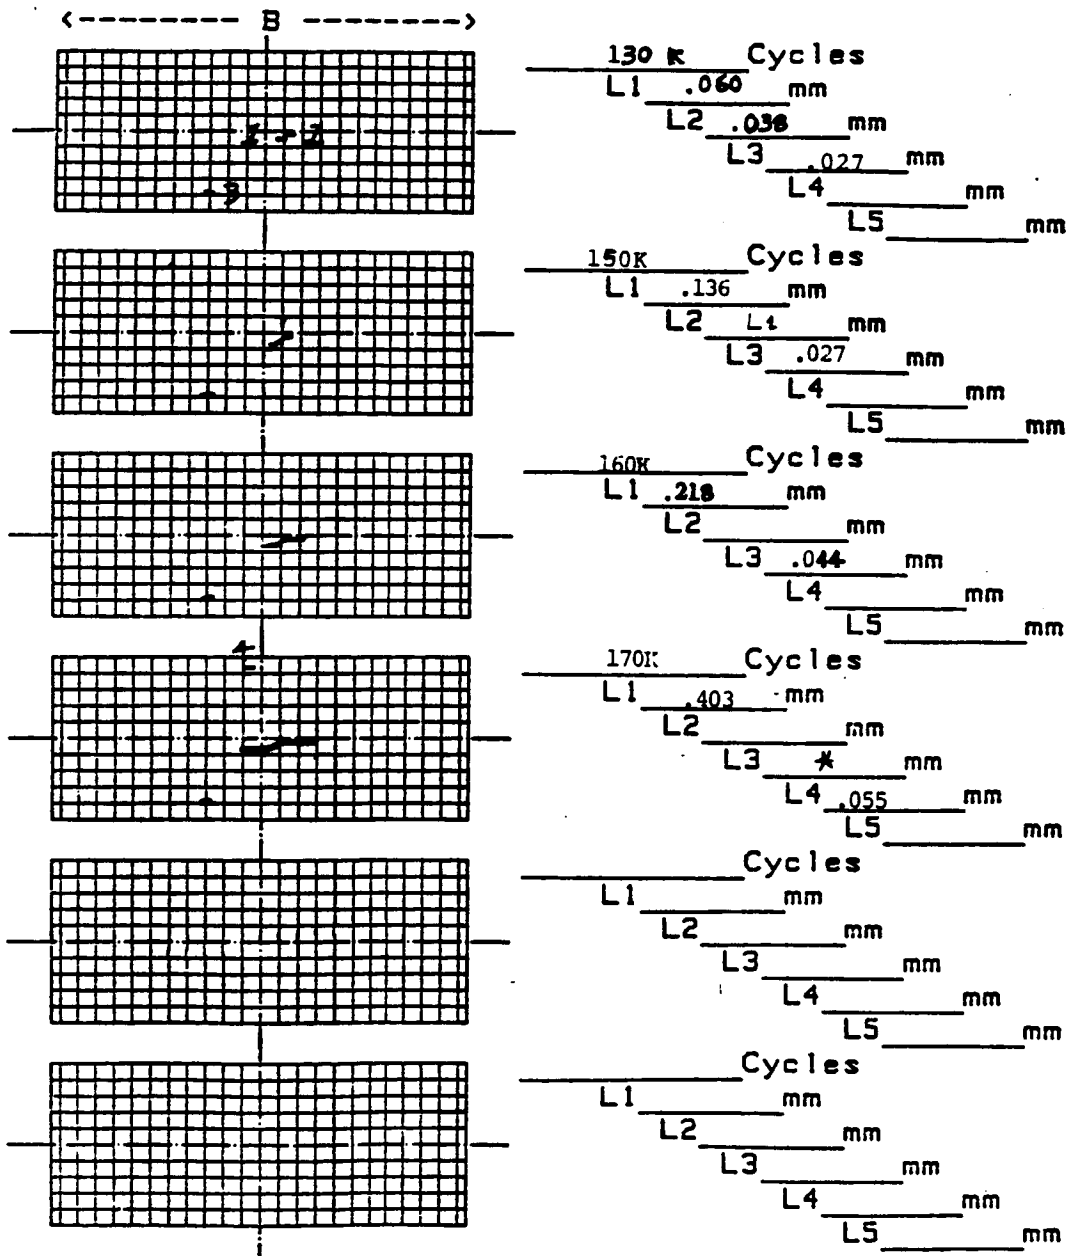 B
130 K Cycles
L1 .060 mm
L2 .038 mm
L3 .027 mm
L4 mm
L5 mm
1 2
3
150K Cycles
L1 .136 mm
L2 L1 mm
L3 .027 mm
L4 mm
L5 mm
160K Cycles
L1 .218 mm
L2 mm
L3 .044 mm
L4 mm
L5 mm
4
170K Cycles
L1 .403 mm
L2 mm
L3 * mm
L4 .055 mm
L5 mm
Cycles
L1 mm
L2 mm
L3 mm
L4 mm
L5 mm
Cycles
L1 mm
L2 mm
L3 mm
L4 mm
L5 mm